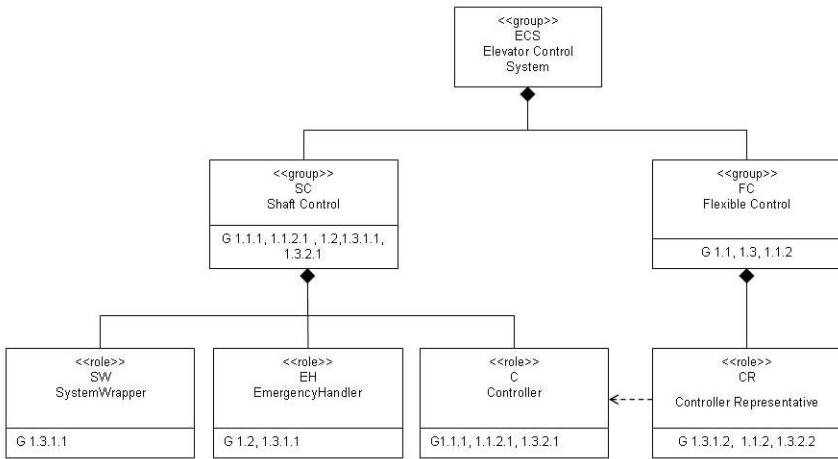 <<group>>
ECS
Elevator Control
System
<<group>>
SC
Shaft Control
G 1.1.1, 1.1.2.1 , 1.2,1.3.1.1,
1.3.2.1
<<group>>
FC
Flexible Control
G 1.1, 1.3, 1.1.2
<<role>>
SW
SystemWrapper
G 1.3.1.1
<<role>>
EH
EmergencyHandler
G 1.2, 1.3.1.1
<<role>>
C
Controller
G1.1.1, 1.1.2.1, 1.3.2.1
<<role>>
CR
Controller Representative
G 1.3.1.2, 1.1.2, 1.3.2.2